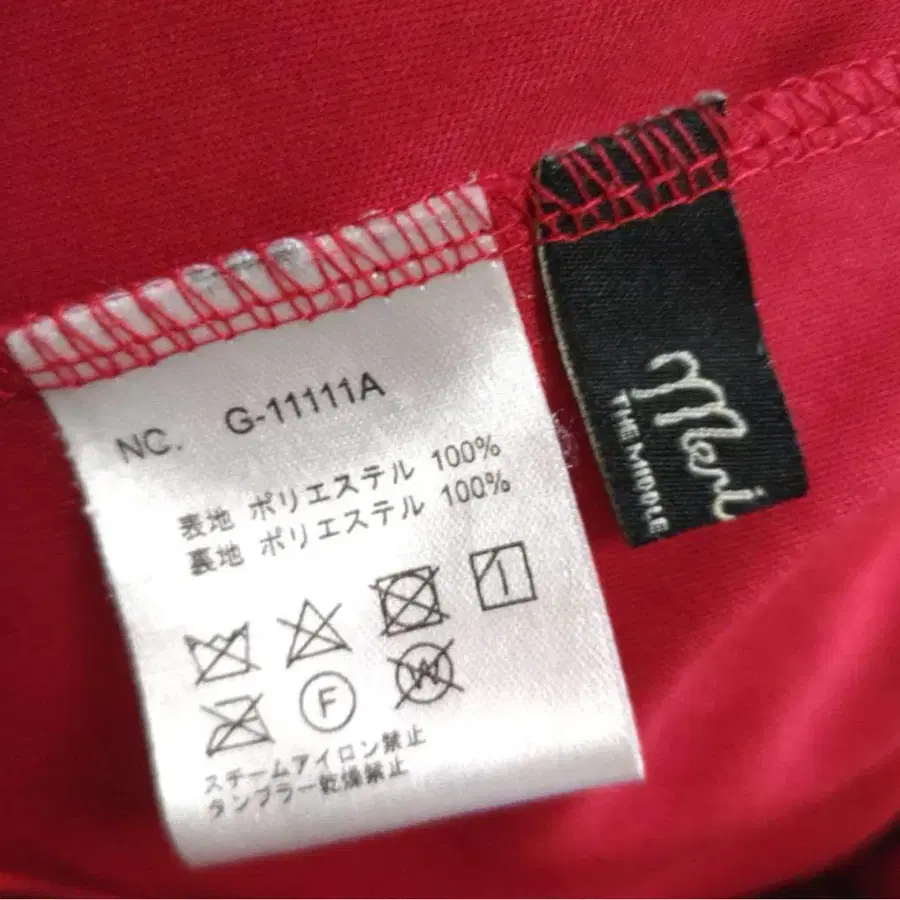 NC. G-11111A
表地 ポリエステル 100%
裏地 ポリエステル 100%
F
W
スチームアイロン禁止
タンブラー乾燥禁止
Meri
THE MIDDLE